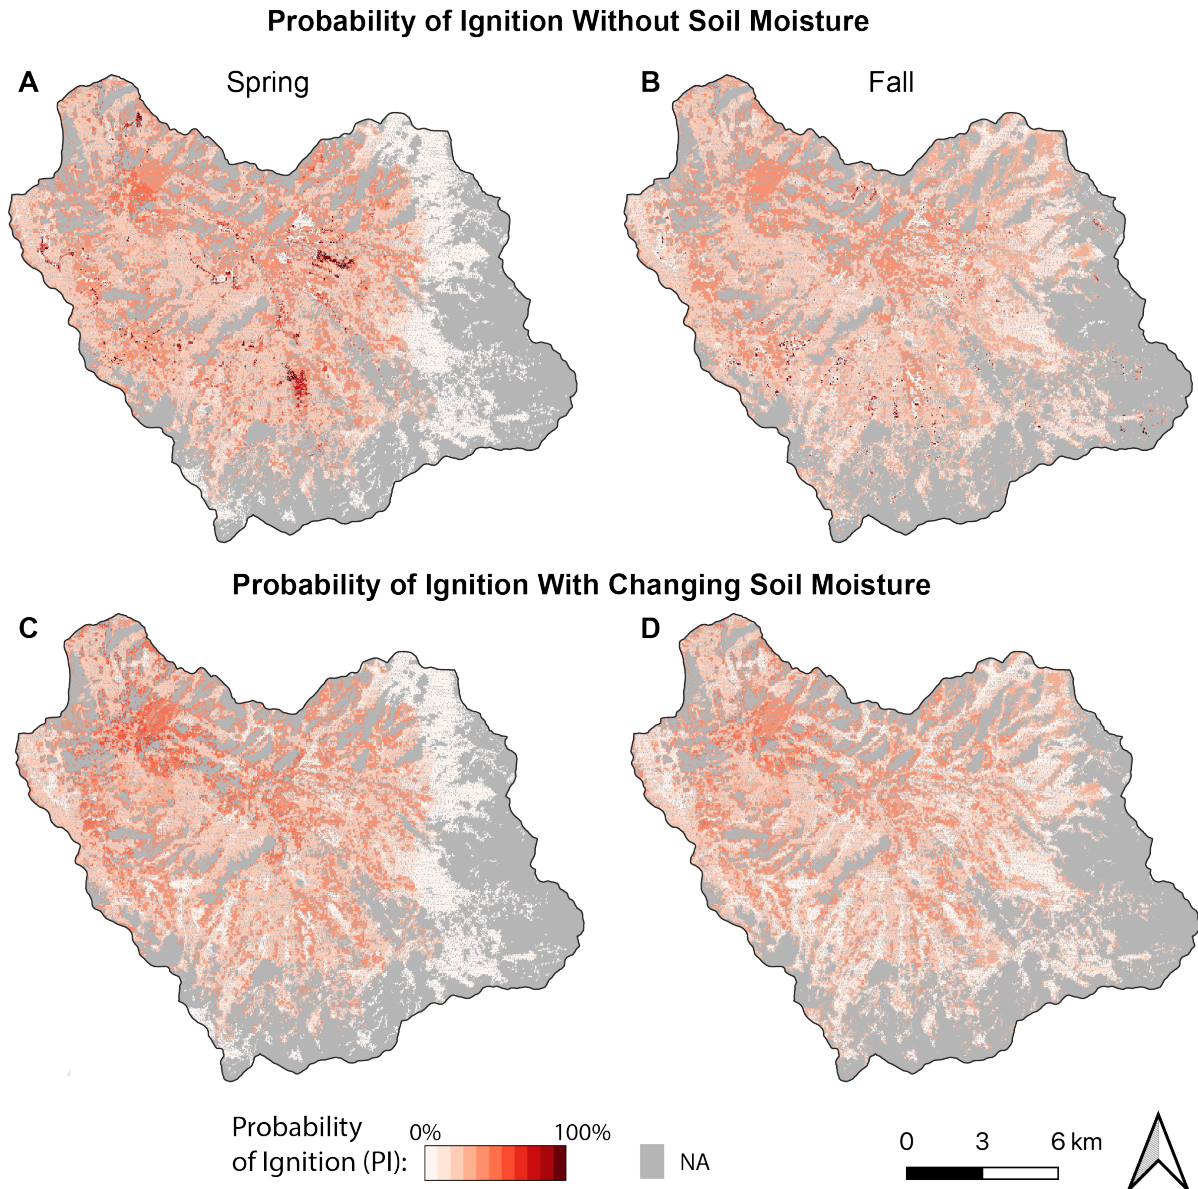 Probability of Ignition Without Soil Moisture
A Spring B Fall
Probability of Ignition With Changing Soil Moisture
C D
Probability
of Ignition (PI):
0% 100%
NA
0 3 6 km